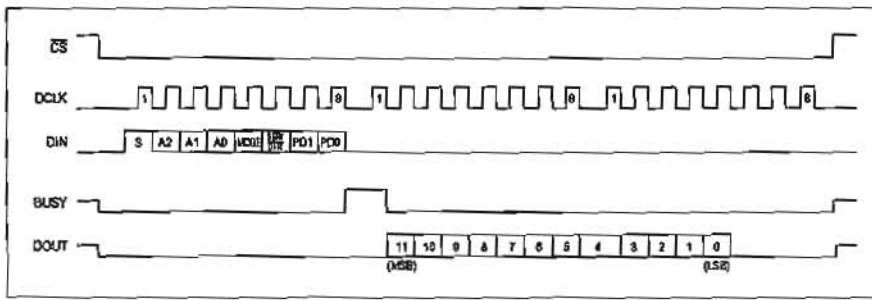 CS
DCLK 1 8 1 8 1 8
DIN S A2 A1 A0 MODE PD1 PD0
BUSY
DOUT 11 10 9 8 7 6 5 4 3 2 1 0
(MSB) (LSB)